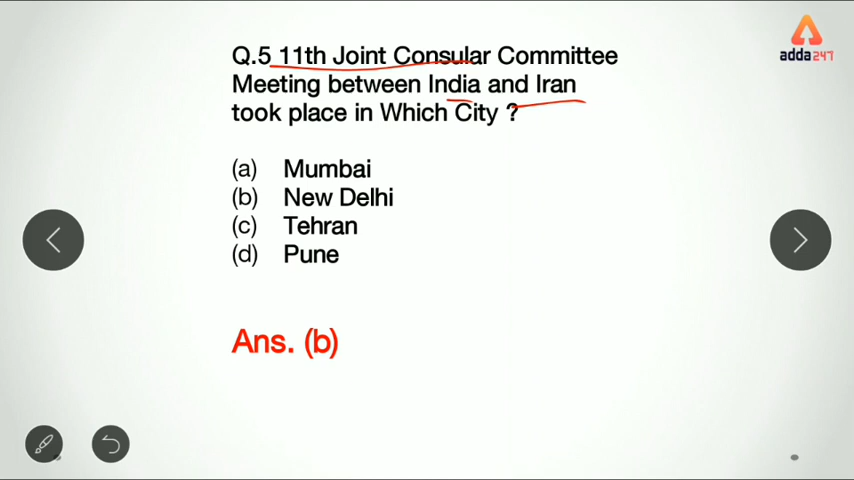 adda247
Q.5 11th Joint Consular Committee
Meeting between India and Iran
took place in Which City ?
(a) Mumbai
(b) New Delhi
(c) Tehran
(d) Pune
Ans. (b)